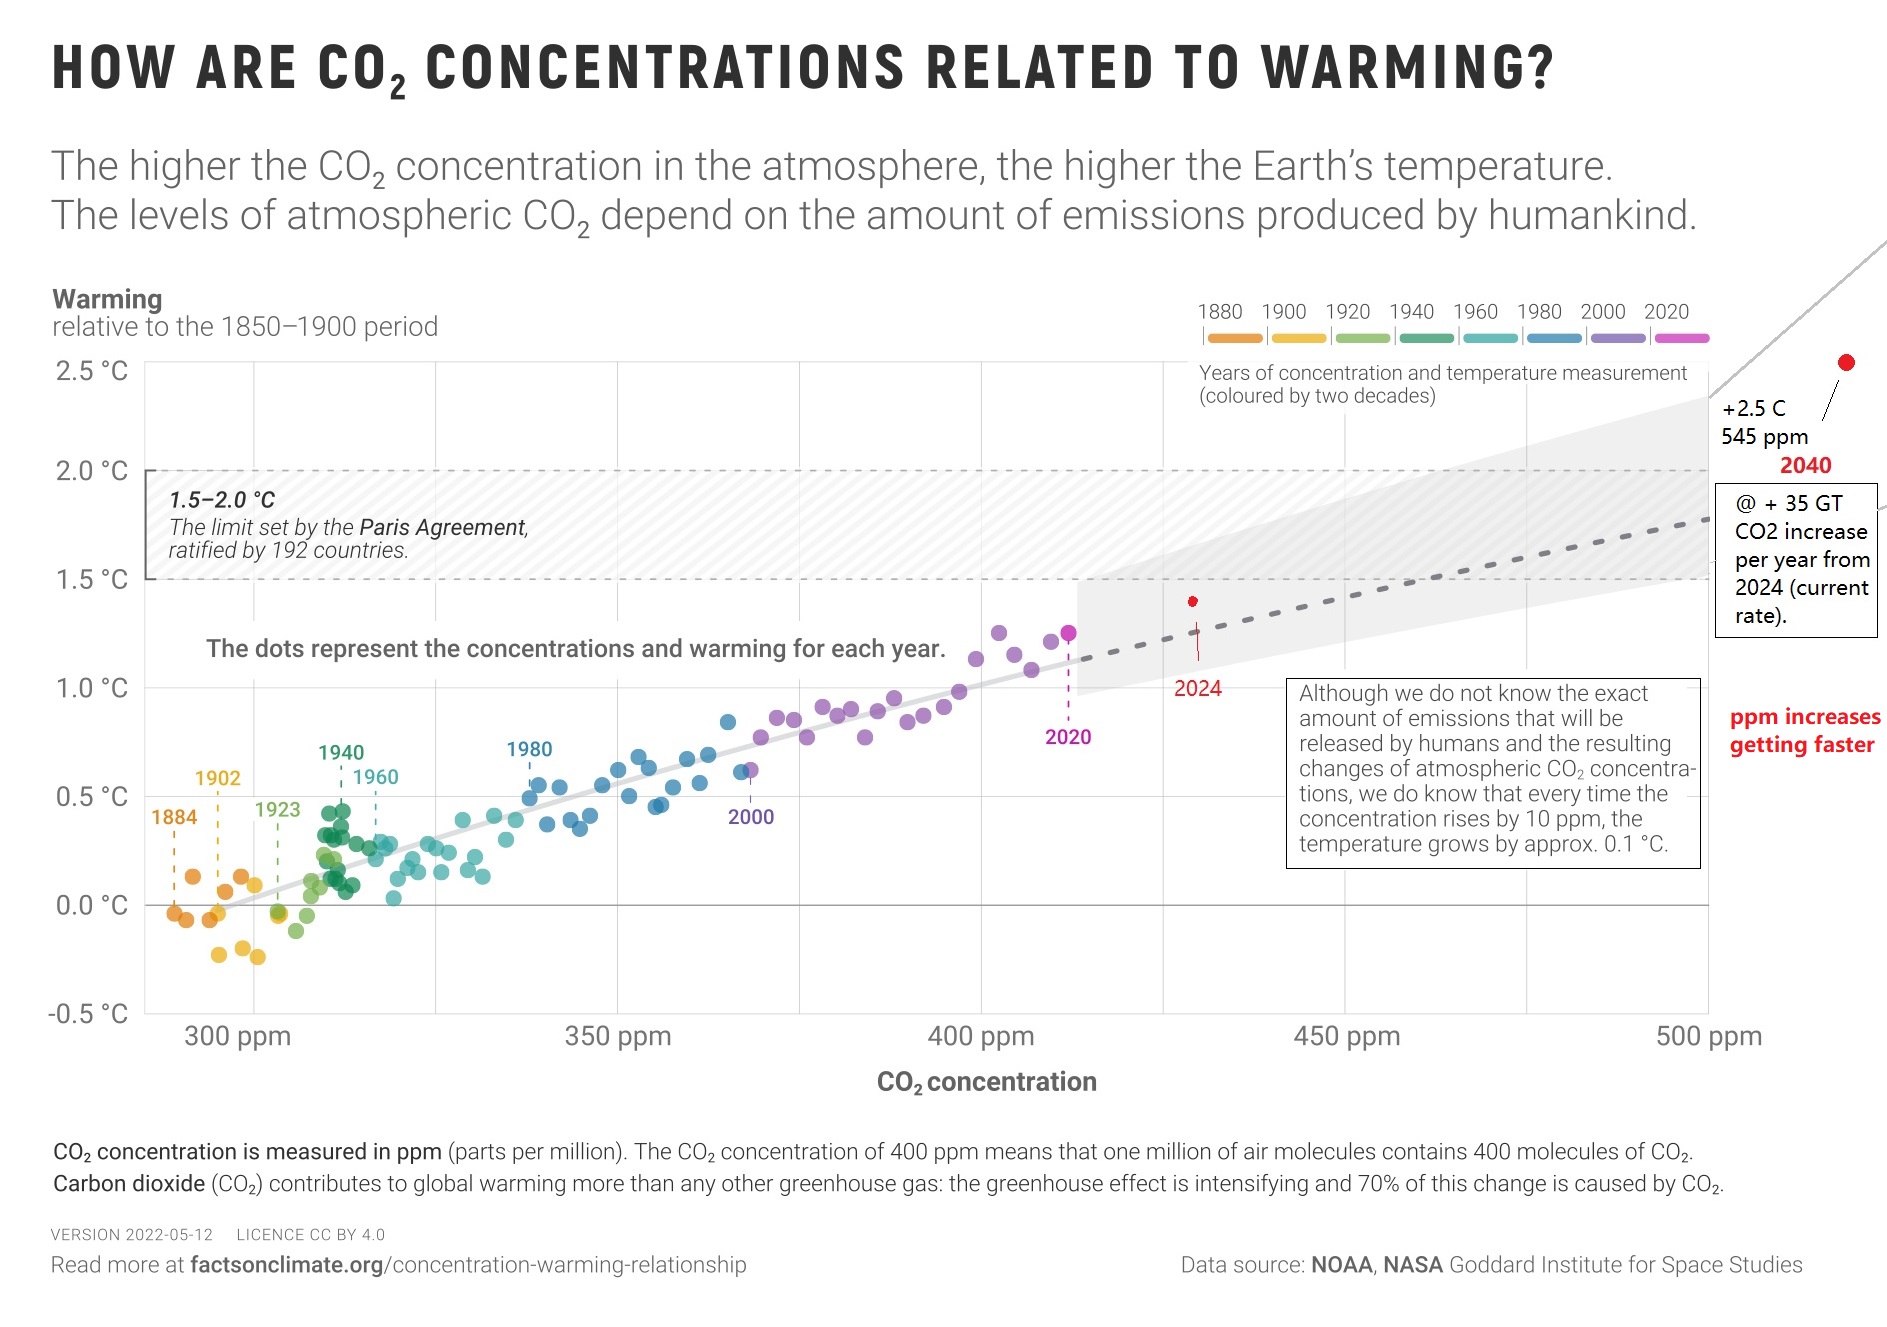 HOW ARE CO₂ CONCENTRATIONS RELATED TO WARMING?
The higher the CO₂ concentration in the atmosphere, the higher the Earth’s temperature.
The levels of atmospheric CO₂ depend on the amount of emissions produced by humankind.
Warming
relative to the 1850–1900 period
1880 1900 1920 1940 1960 1980 2000 2020
Years of concentration and temperature measurement
(coloured by two decades)
2.5 °C
2.0 °C
1.5 °C
1.0 °C
0.5 °C
0.0 °C
-0.5 °C
1.5–2.0 °C
The limit set by the Paris Agreement,
ratified by 192 countries.
The dots represent the concentrations and warming for each year.
1884
1902
1923
1940
1960
1980
2000
2020
2024
+2.5 C
545 ppm
2040
@ + 35 GT
CO2 increase
per year from
2024 (current
rate).
ppm increases
getting faster
Although we do not know the exact
amount of emissions that will be
released by humans and the resulting
changes of atmospheric CO₂ concentra-
tions, we do know that every time the
concentration rises by 10 ppm, the
temperature grows by approx. 0.1 °C.
300 ppm 350 ppm 400 ppm 450 ppm 500 ppm
CO₂ concentration
CO₂ concentration is measured in ppm (parts per million). The CO₂ concentration of 400 ppm means that one million of air molecules contains 400 molecules of CO₂.
Carbon dioxide (CO₂) contributes to global warming more than any other greenhouse gas: the greenhouse effect is intensifying and 70% of this change is caused by CO₂.
VERSION 2022-05-12 LICENCE CC BY 4.0
Read more at factsonclimate.org/concentration-warming-relationship
Data source: NOAA, NASA Goddard Institute for Space Studies